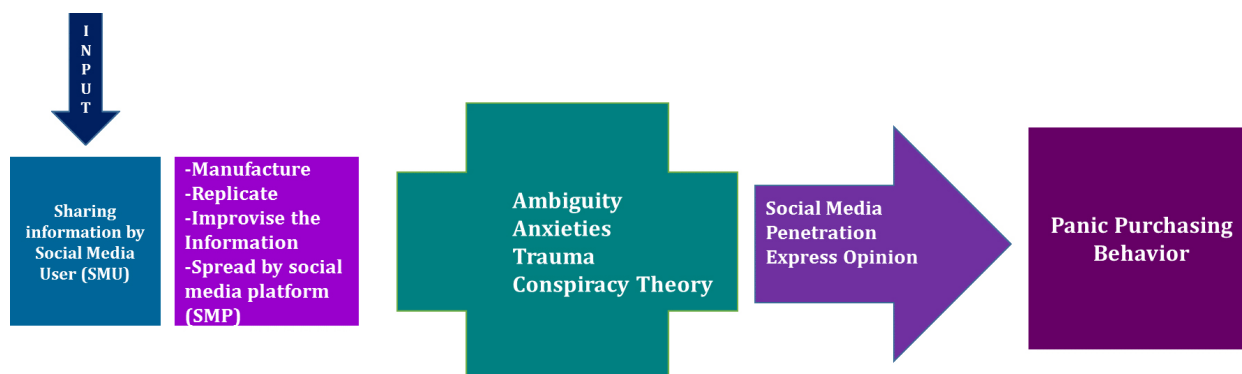 INPUT
Sharing
information by
Social Media
User (SMU)
-Manufacture
-Replicate
-Improvise the
Information
-Spread by social
media platform
(SMP)
Ambiguity
Anxieties
Trauma
Conspiracy Theory
Social Media
Penetration
Express Opinion
Panic Purchasing
Behavior